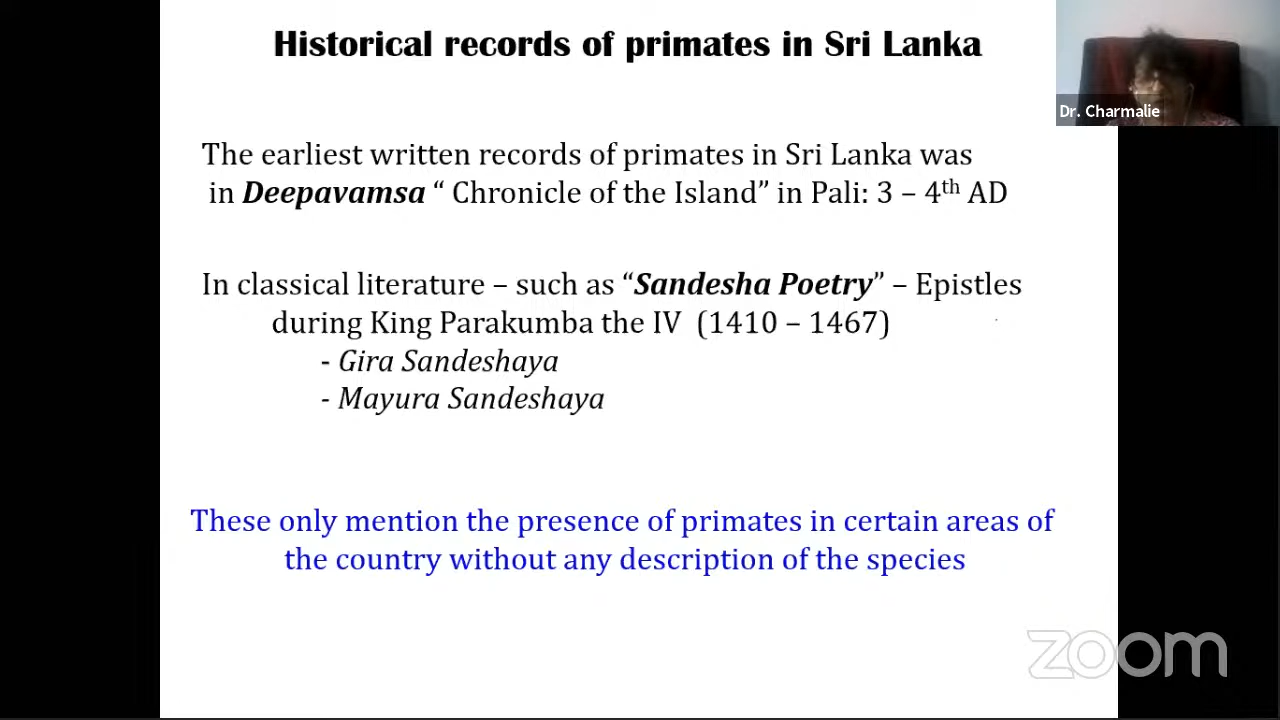 Historical records of primates in Sri Lanka
Dr. Charmalie
The earliest written records of primates in Sri Lanka was
in Deepavamsa “ Chronicle of the Island” in Pali: 3 – 4th AD
In classical literature – such as “Sandesha Poetry” – Epistles
during King Parakumba the IV (1410 – 1467)
- Gira Sandeshaya
- Mayura Sandeshaya
These only mention the presence of primates in certain areas of
the country without any description of the species
zoom